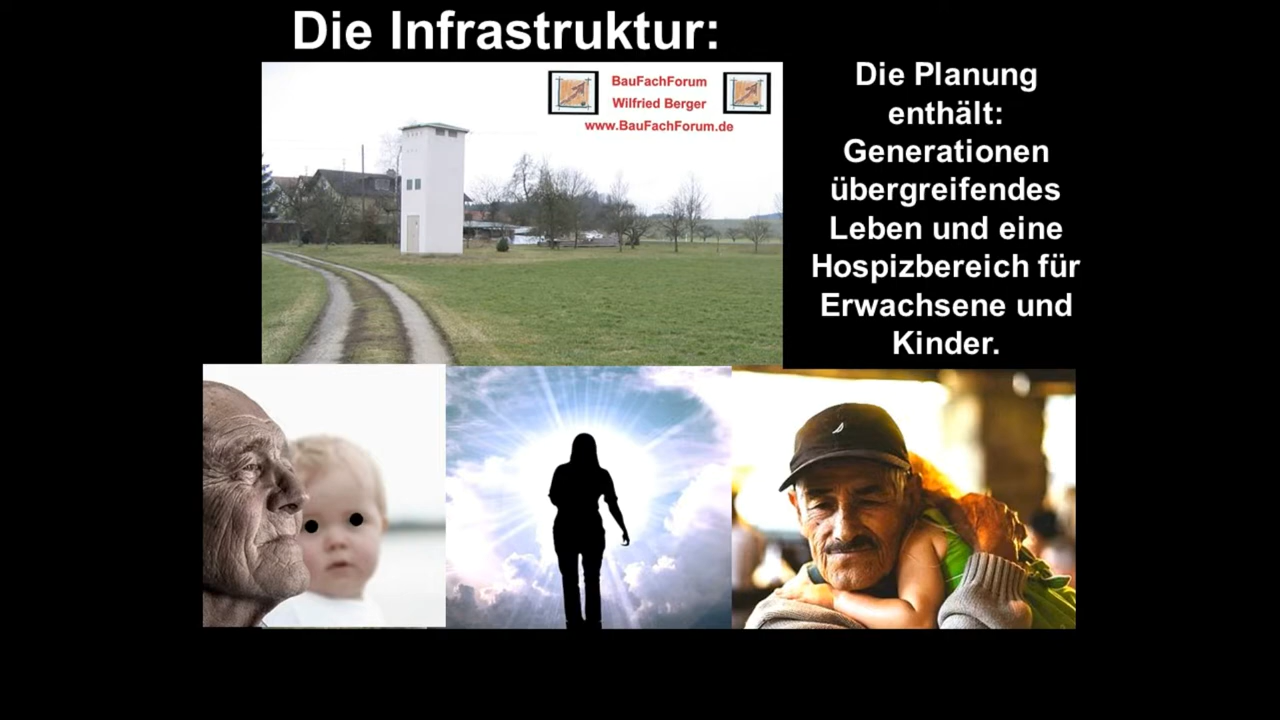 Die Infrastruktur:
BauFachForum
Wilfried Berger
www.BauFachForum.de
Die Planung
enthält:
Generationen
übergreifendes
Leben und eine
Hospizbereich für
Erwachsene und
Kinder.